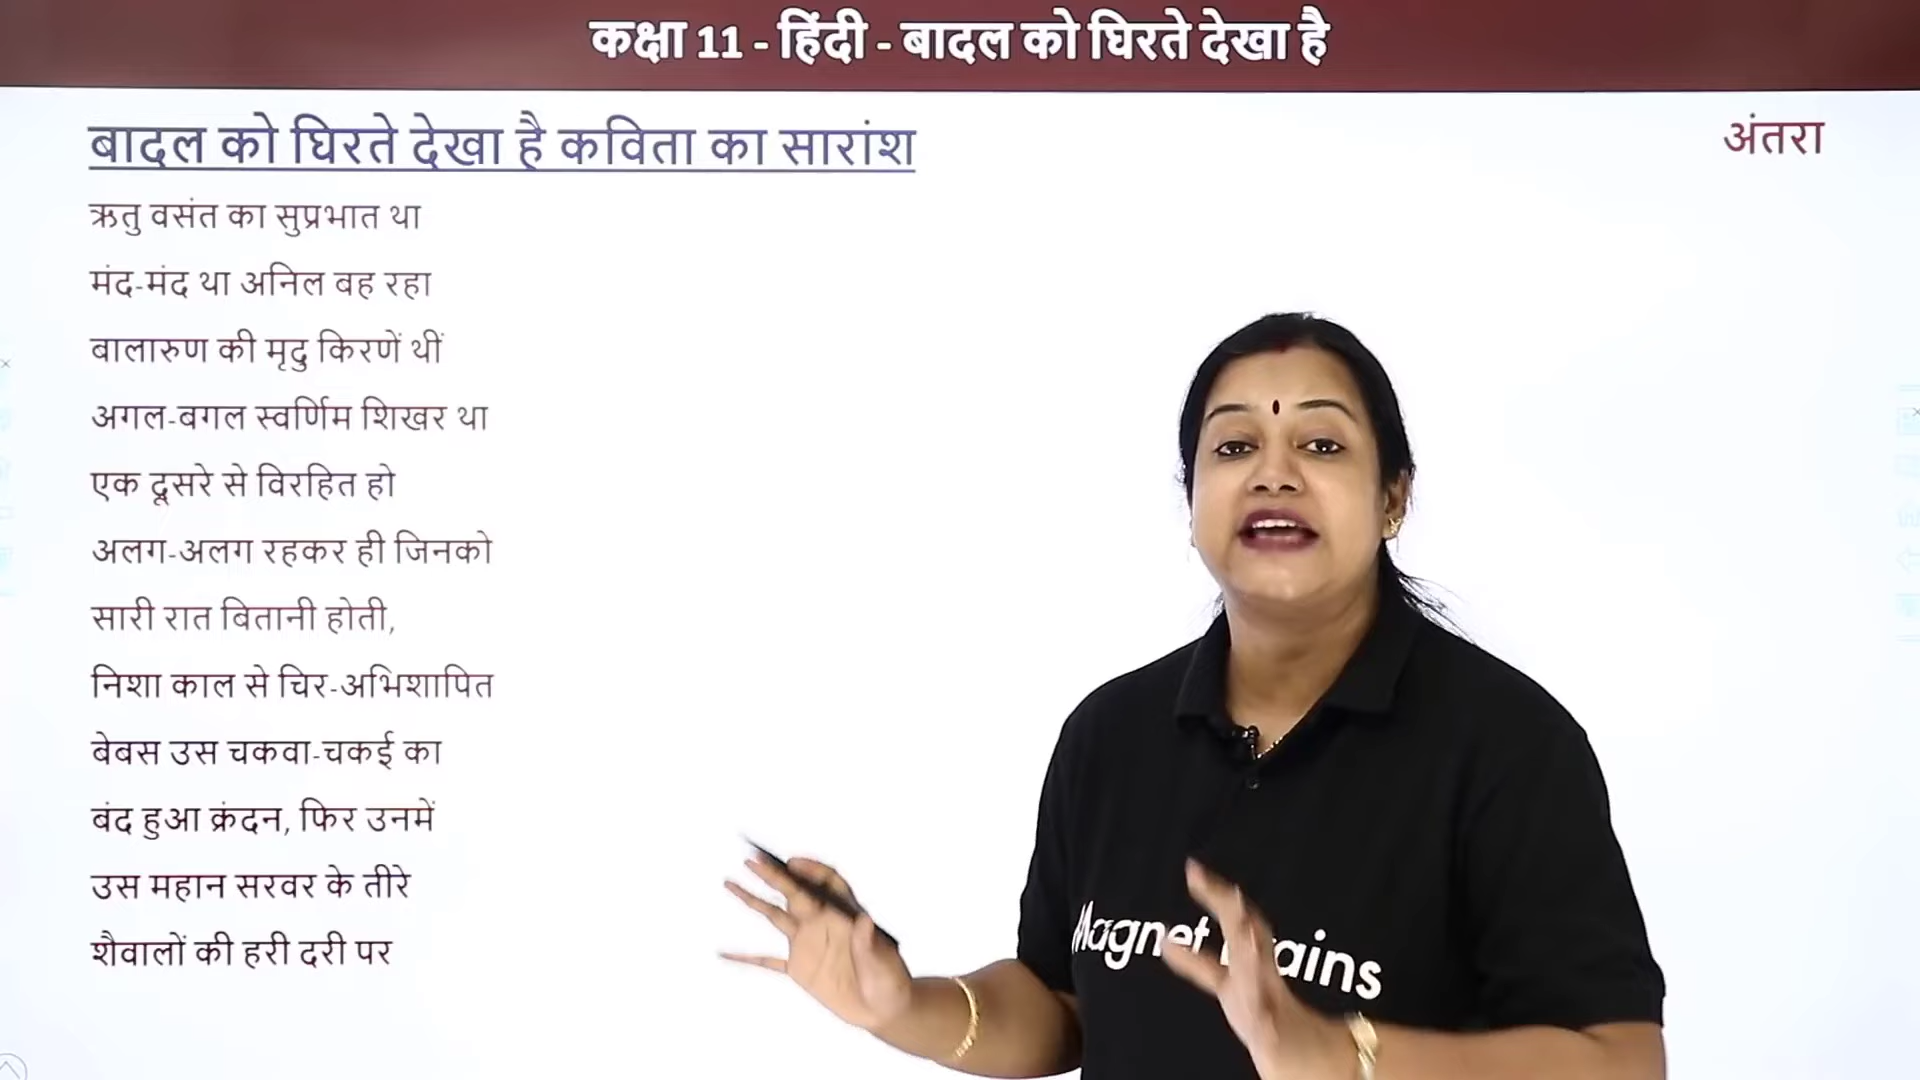 कक्षा 11 - हिंदी - बादल को घिरते देखा है
बादल को घिरते देखा है कविता का सारांश
अंतरा
ऋतु वसंत का सुप्रभात था
मंद-मंद था अनिल बह रहा
बालारुण की मृदु किरणें थीं
अगल-बगल स्वर्णिम शिखर था
एक दूसरे से विरहित हो
अलग-अलग रहकर ही जिनको
सारी रात बितानी होती,
निशा काल से चिर-अभिशापित
बेबस उस चकवा-चकई का
बंद हुआ क्रंदन, फिर उनमें
उस महान सरवर के तीरे
शैवालों की हरी दरी पर
Magnet